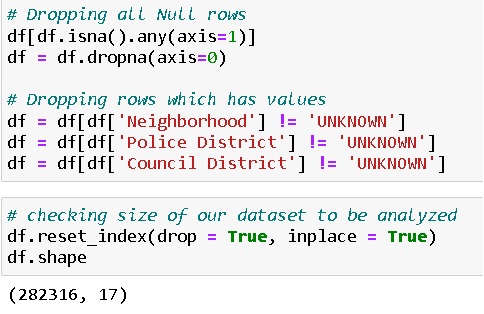 # Dropping all Null rows
df[df.isna().any(axis=1)]
df = df.dropna(axis=0)
# Dropping rows which has values
df = df[df['Neighborhood'] != 'UNKNOWN']
df = df[df['Police District'] != 'UNKNOWN']
df = df[df['Council District'] != 'UNKNOWN']
# checking size of our dataset to be analyzed
df.reset_index(drop = True, inplace = True)
df.shape
(282316, 17)